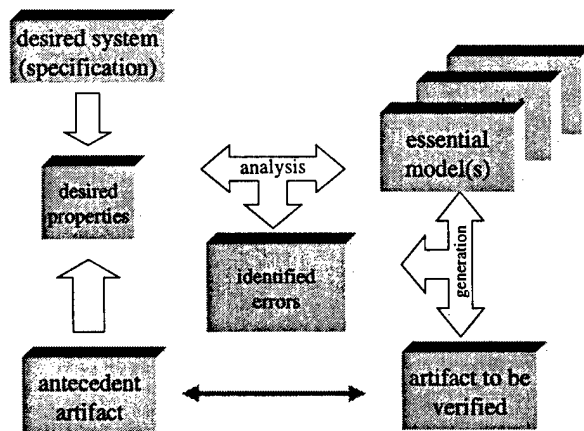 desired system
(specification)
desired
properties
analysis
essential
model(s)
identified
errors
generation
antecedent
artifact
artifact to be
verified